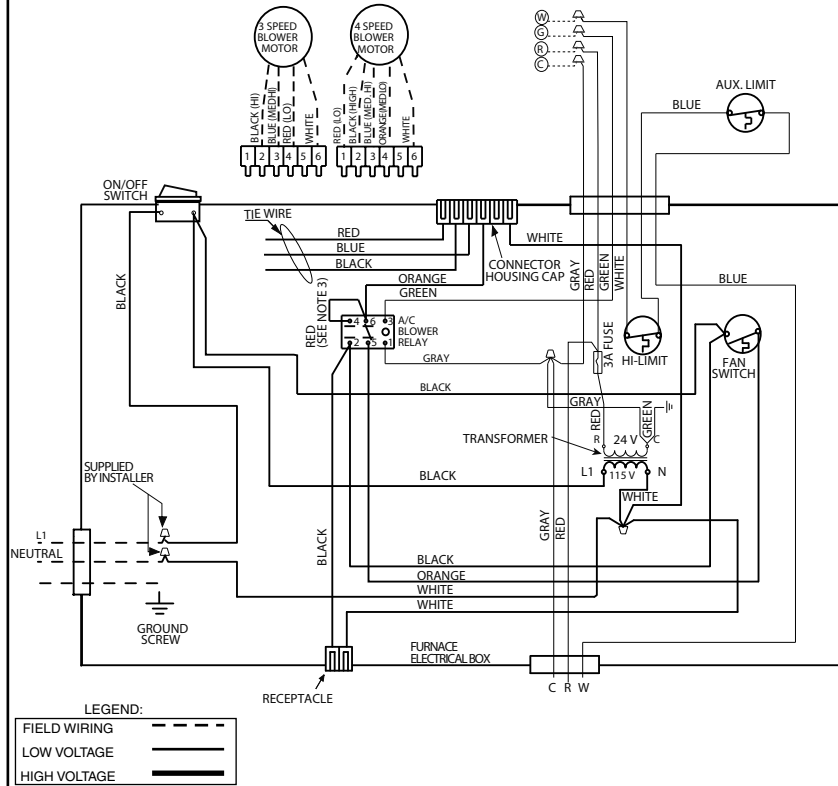 3 SPEED
BLOWER
MOTOR
4 SPEED
BLOWER
MOTOR
BLACK (HI)
BLUE (MEDHI)
RED (LO)
WHITE
RED (LO)
BLACK (HIGH)
BLUE (MED_HI)
ORANGE(MEDLO)
WHITE
1 2 3 4 5 6
1 2 3 4 5 6
W
G
R
C
AUX. LIMIT
BLUE
ON/OFF
SWITCH
TIE WIRE
RED
BLUE
BLACK
CONNECTOR
HOUSING CAP
WHITE
GRAY
RED
GREEN
WHITE
BLUE
BLACK
ORANGE
GREEN
RED
(SEE NOTE 3)
4 6 3
2 5 1
A/C
BLOWER
RELAY
GRAY
3A FUSE
HI-LIMIT
FAN
SWITCH
BLACK
GRAY
RED
GREEN
TRANSFORMER
R 24 V C
L1 115 V N
WHITE
BLACK
SUPPLIED
BY INSTALLER
L1
NEUTRAL
BLACK
GRAY
RED
BLACK
ORANGE
WHITE
WHITE
GROUND
SCREW
FURNACE
ELECTRICAL BOX
RECEPTACLE
C R W
LEGEND:
FIELD WIRING
LOW VOLTAGE
HIGH VOLTAGE